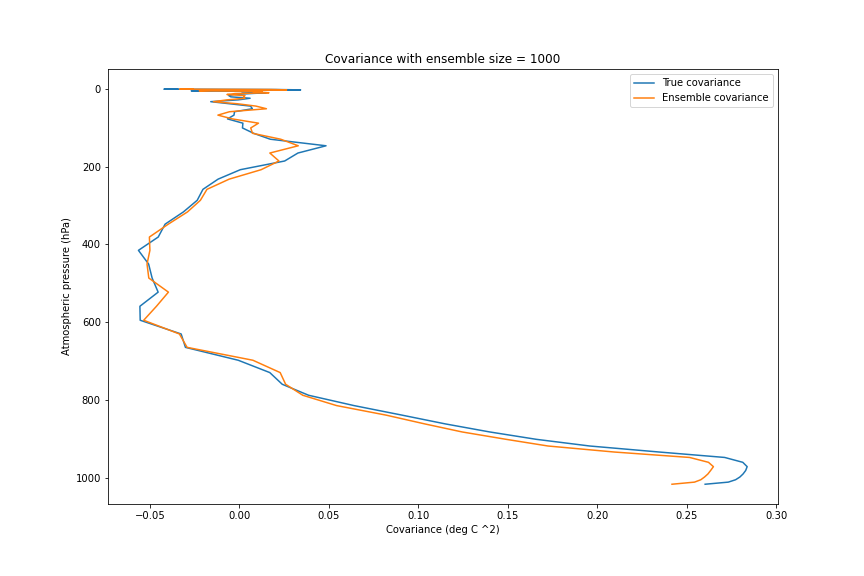 Covariance with ensemble size = 1000
True covariance
Ensemble covariance
0
200
400
600
800
1000
Atmospheric pressure (hPa)
−0.05
0.00
0.05
0.10
0.15
0.20
0.25
0.30
Covariance (deg C ^2)